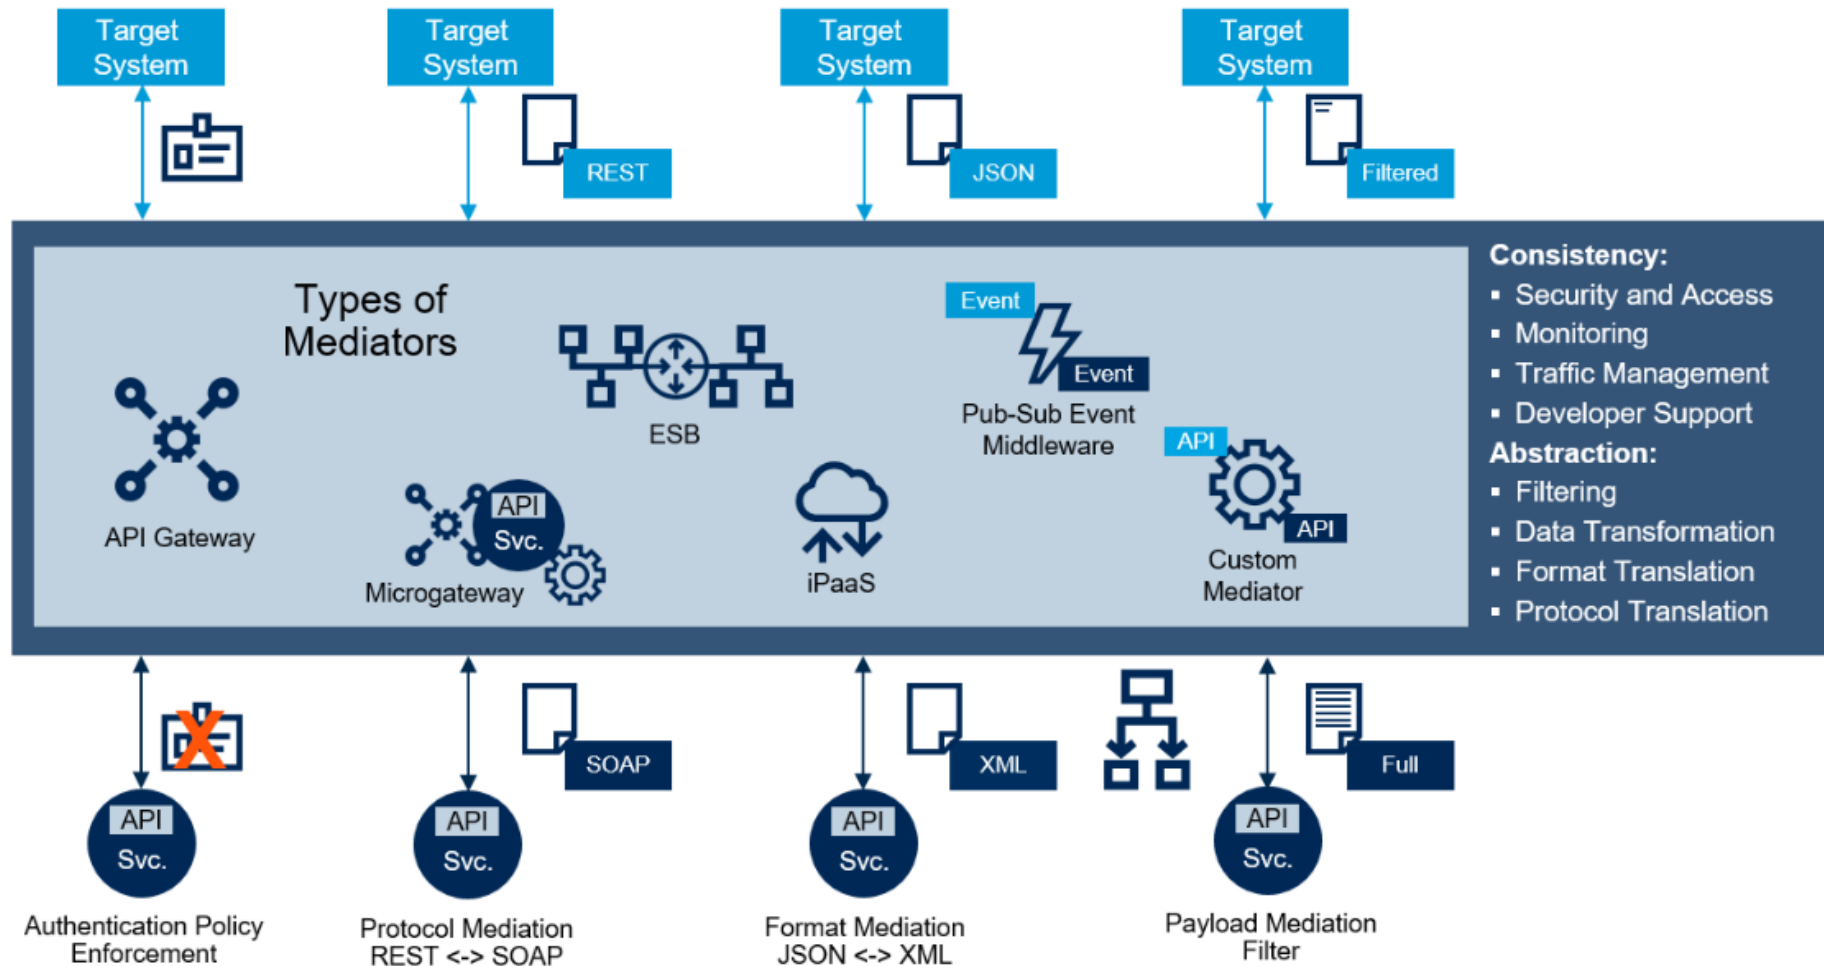 Target
System
Target
System
Target
System
Target
System
REST
JSON
Filtered
Types of
Mediators
API Gateway
API
Svc.
Microgateway
ESB
iPaaS
Event
Event
Pub-Sub Event
Middleware
API
API
Custom
Mediator
Consistency:
▪ Security and Access
▪ Monitoring
▪ Traffic Management
▪ Developer Support
Abstraction:
▪ Filtering
▪ Data Transformation
▪ Format Translation
▪ Protocol Translation
X
SOAP
XML
Full
API
Svc.
API
Svc.
API
Svc.
API
Svc.
Authentication Policy
Enforcement
Protocol Mediation
REST <-> SOAP
Format Mediation
JSON <-> XML
Payload Mediation
Filter